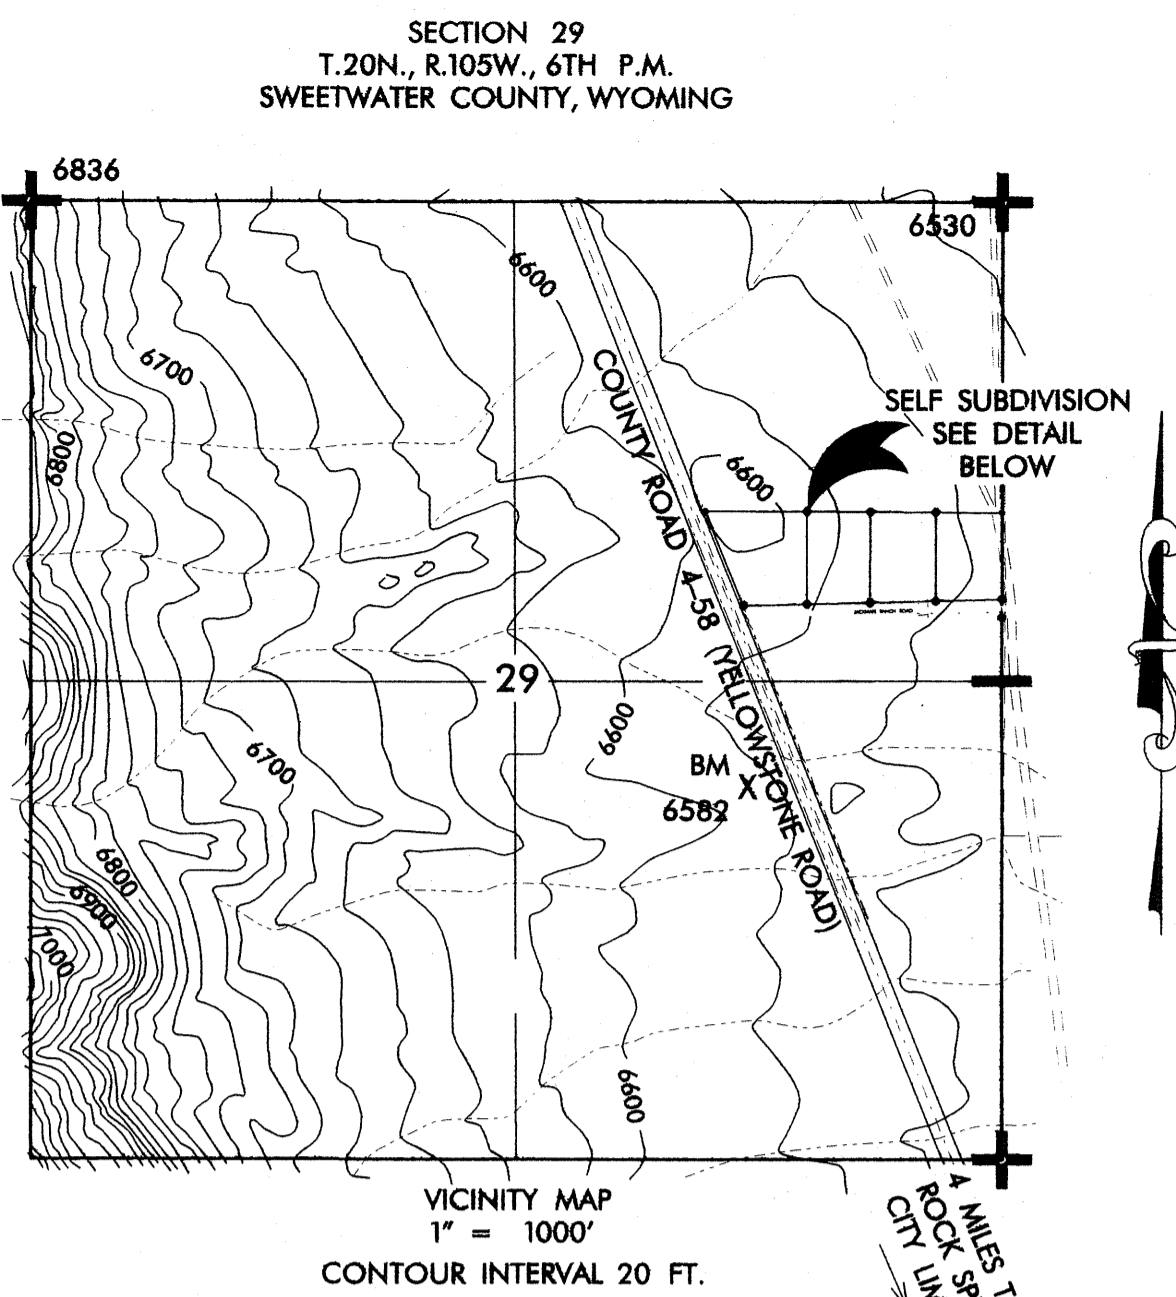 SECTION 29
T.20N., R.105W., 6TH P.M.
SWEETWATER COUNTY, WYOMING
6836
6530
6600
6700
COUNTY ROAD 4-58 (YELLOWSTONE ROAD)
SELF SUBDIVISION
SEE DETAIL
BELOW
6800
6600
29
6600
6700
BM
X
6582
6800
6900
7000
6600
4 MILES T
ROCK SP
CITY LIN
VICINITY MAP
1" = 1000'
CONTOUR INTERVAL 20 FT.